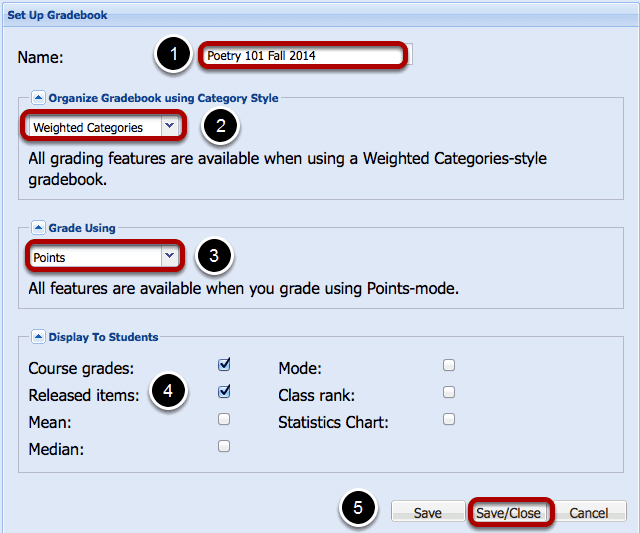 Set Up Gradebook
Name: 1 Poetry 101 Fall 2014
Organize Gradebook using Category Style
Weighted Categories 2
All grading features are available when using a Weighted Categories-style
gradebook.
Grade Using
Points 3
All features are available when you grade using Points-mode.
Display To Students
Course grades: Mode:
Released items: 4 Class rank:
Mean: Statistics Chart:
Median:
5 Save Save/Close Cancel